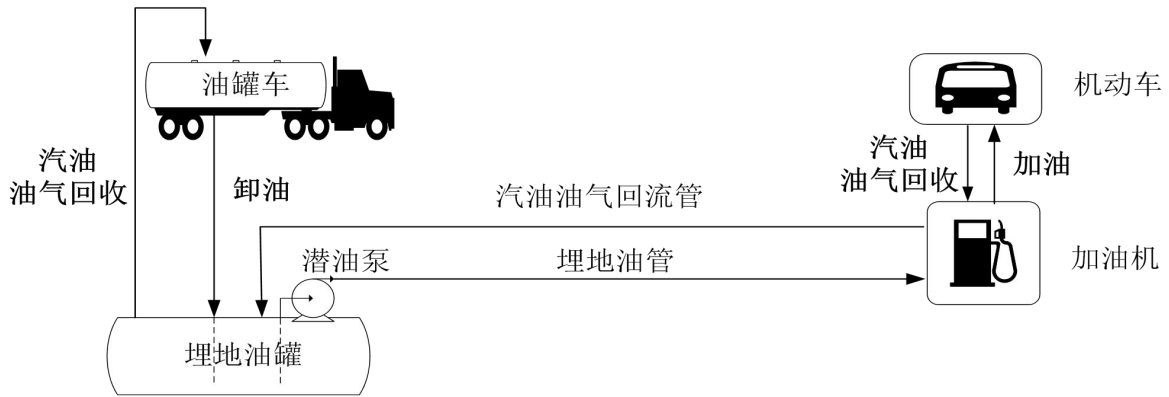 油罐车
机动车
汽油
油气回收
卸油
汽油
油气回收
加油
汽油油气回流管
潜油泵
埋地油管
加油机
埋地油罐